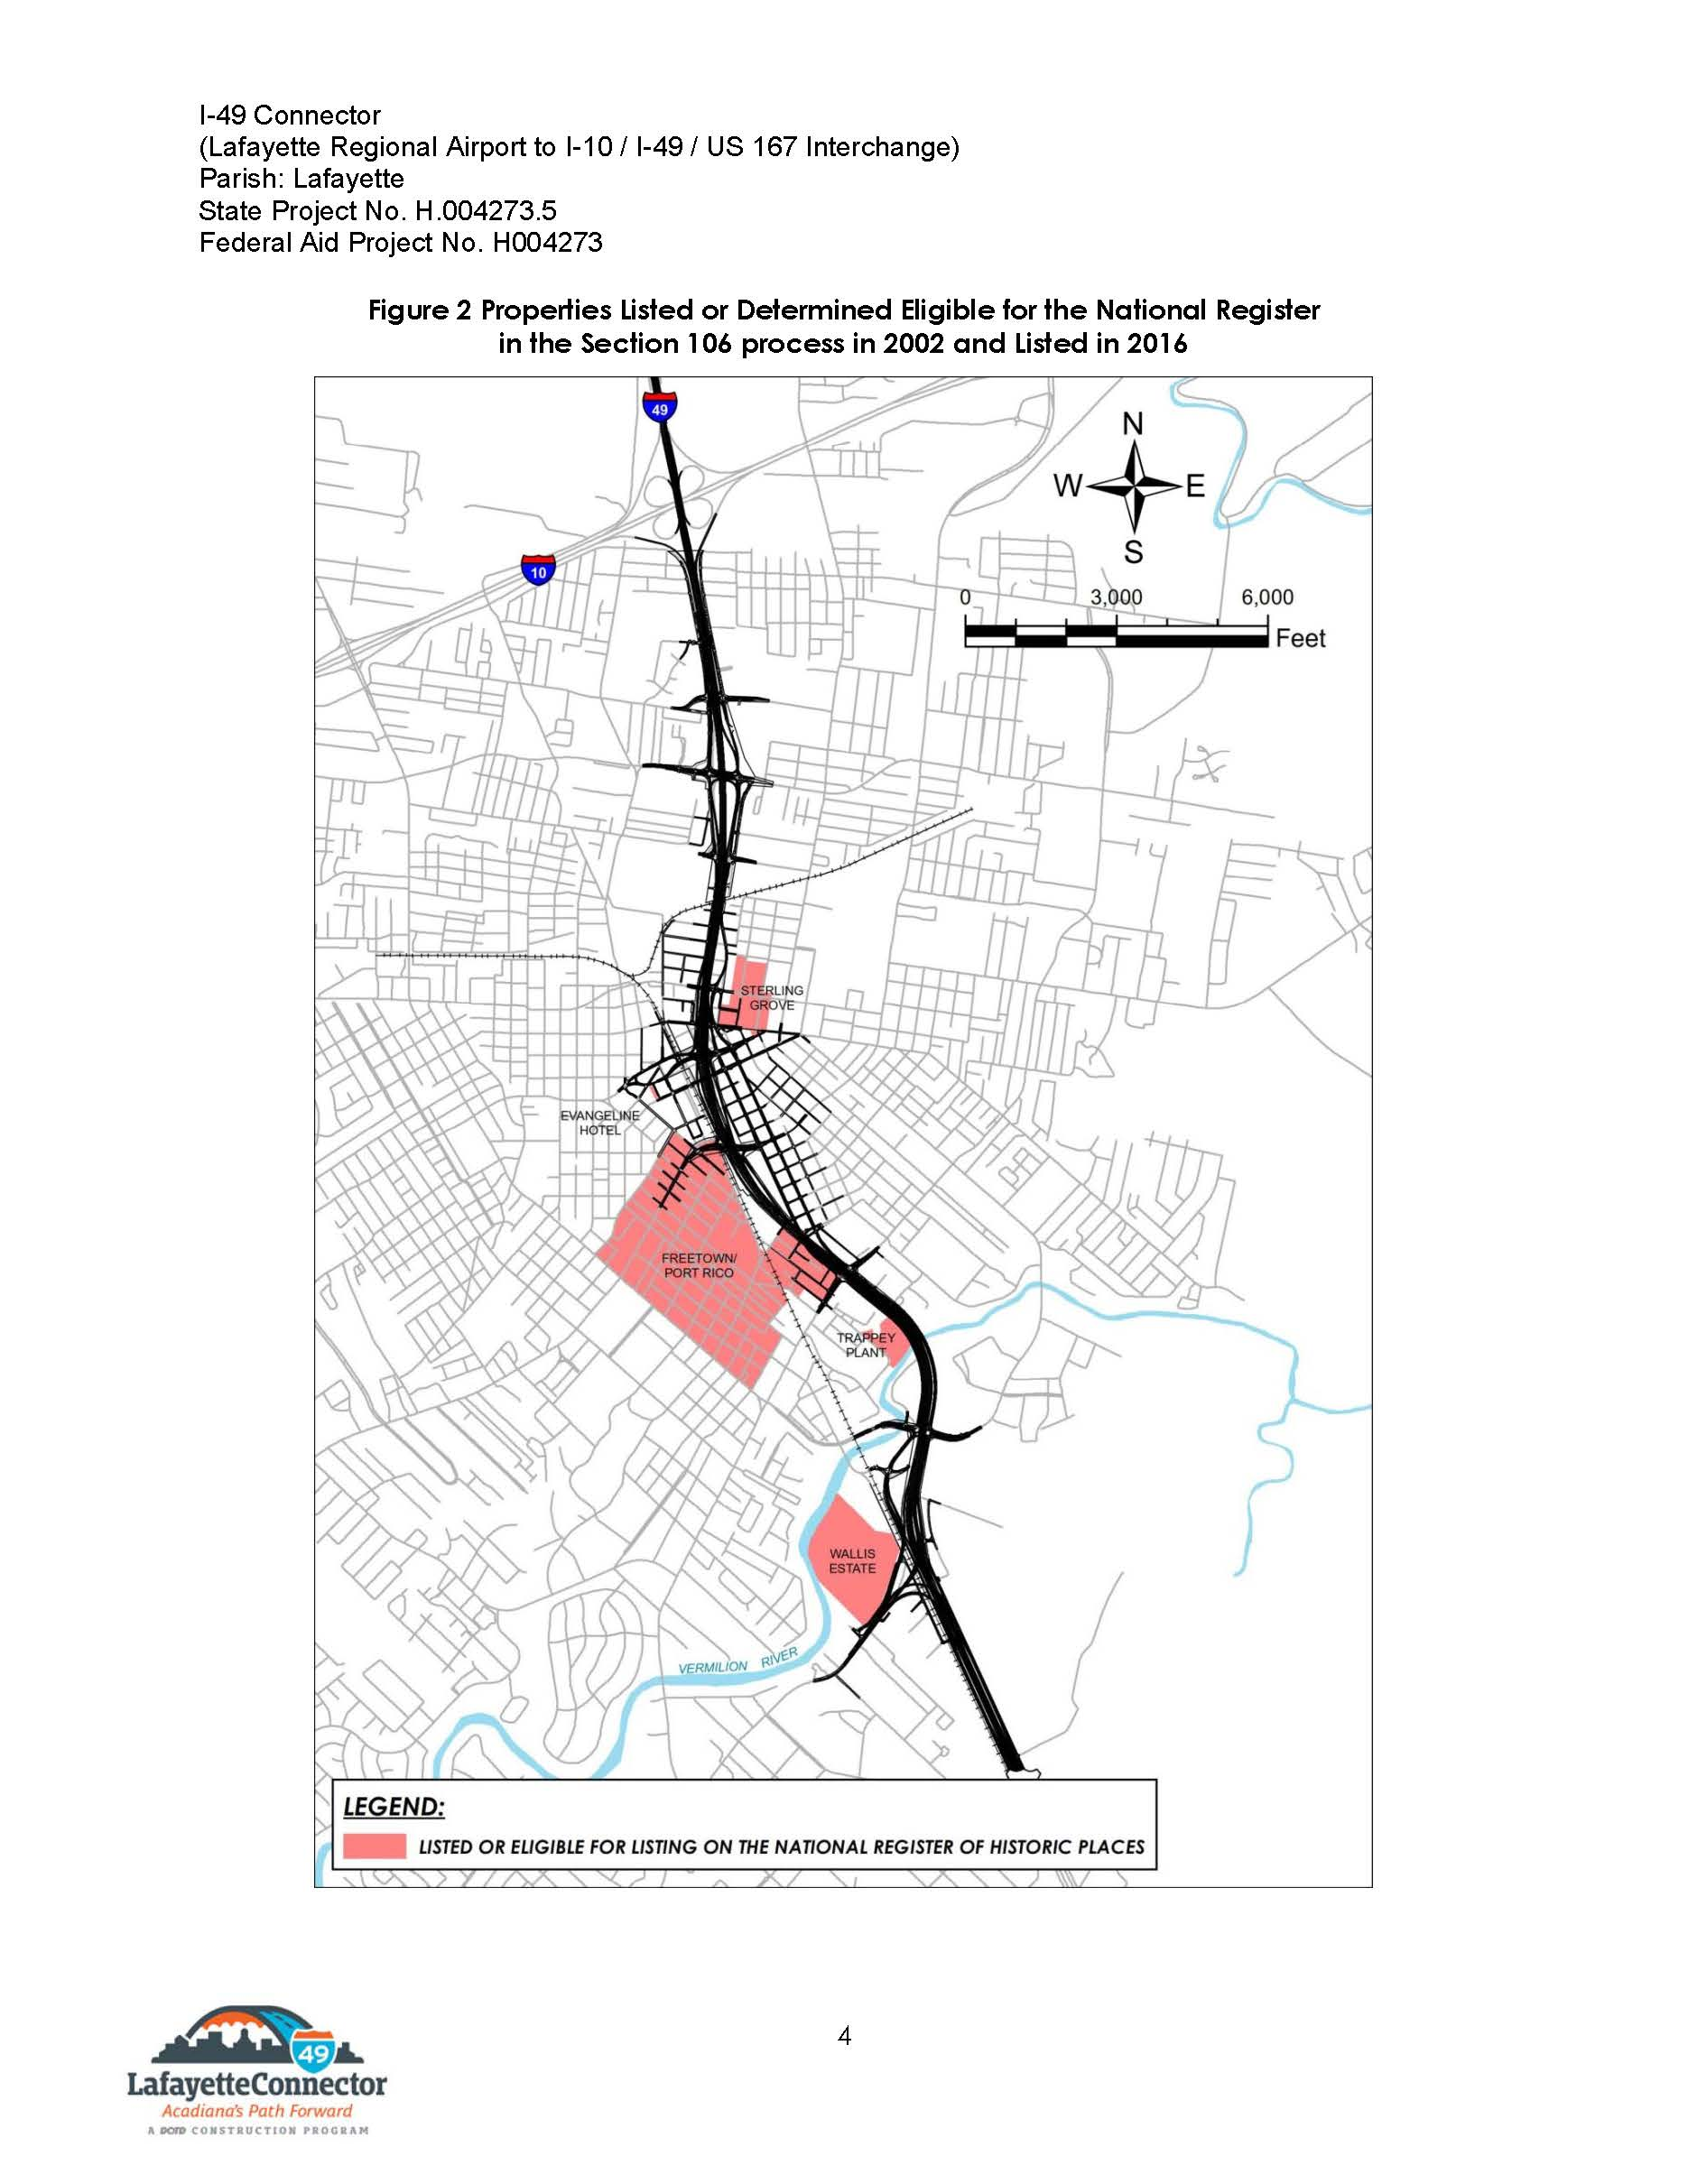 I-49 Connector
(Lafayette Regional Airport to I-10 / I-49 / US 167 Interchange)
Parish: Lafayette
State Project No. H.004273.5
Federal Aid Project No. H004273
Figure 2 Properties Listed or Determined Eligible for the National Register
in the Section 106 process in 2002 and Listed in 2016
49
N
W E
S
10
0 3,000 6,000
Feet
STERLING
GROVE
EVANGELINE
HOTEL
FREETOWN/
PORT RICO
TRAPPEY
PLANT
WALLIS
ESTATE
VERMILION RIVER
LEGEND:
LISTED OR ELIGIBLE FOR LISTING ON THE NATIONAL REGISTER OF HISTORIC PLACES
4
49
LafayetteConnector
Acadiana's Path Forward
A DOTD CONSTRUCTION PROGRAM